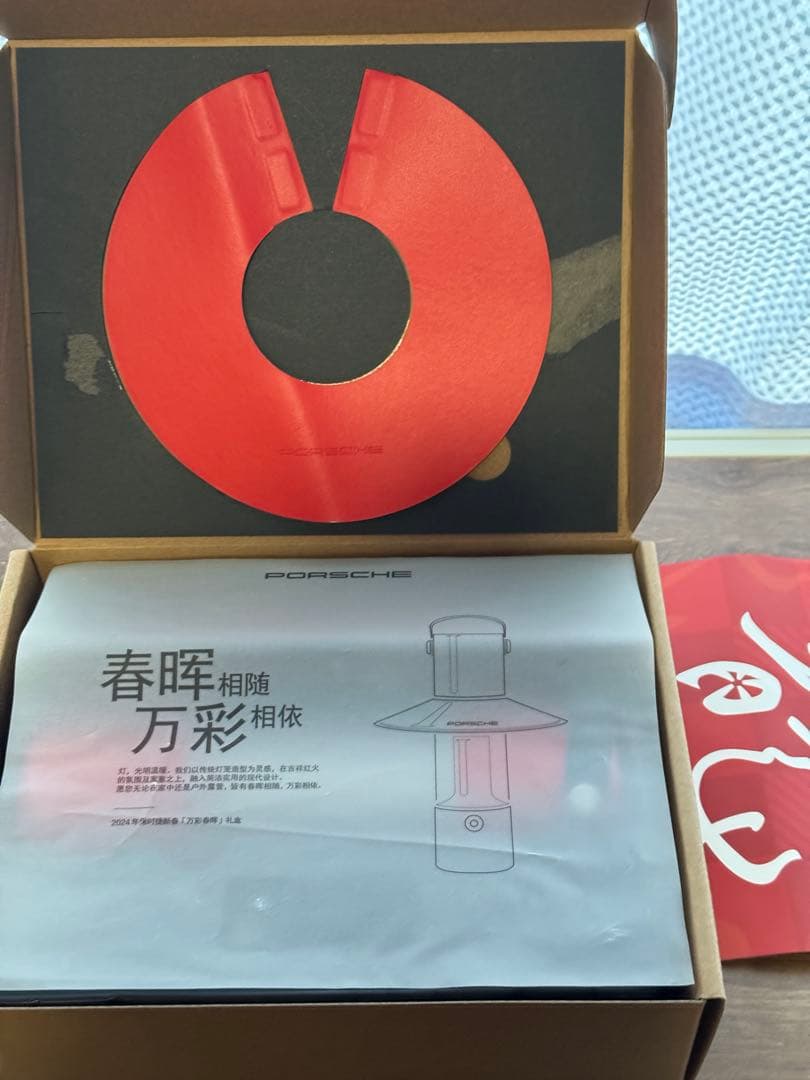 PORSCHE
PORSCHE
春晖相随
万彩相依
PORSCHE
灯，光明温暖。我们以传统灯笼造型为灵感，在吉祥红火
的氛围及寓意之上，融入简洁实用的现代设计。
愿您无论在家中还是户外露营，皆有春晖相随，万彩相依。
2024年保时捷新春「万彩春晖」礼盒